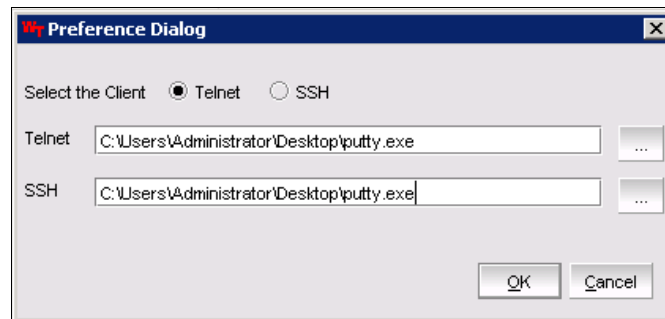 WT Preference Dialog
Select the Client Telnet SSH
Telnet C:\Users\Administrator\Desktop\putty.exe ...
SSH C:\Users\Administrator\Desktop\putty.exe ...
OK Cancel